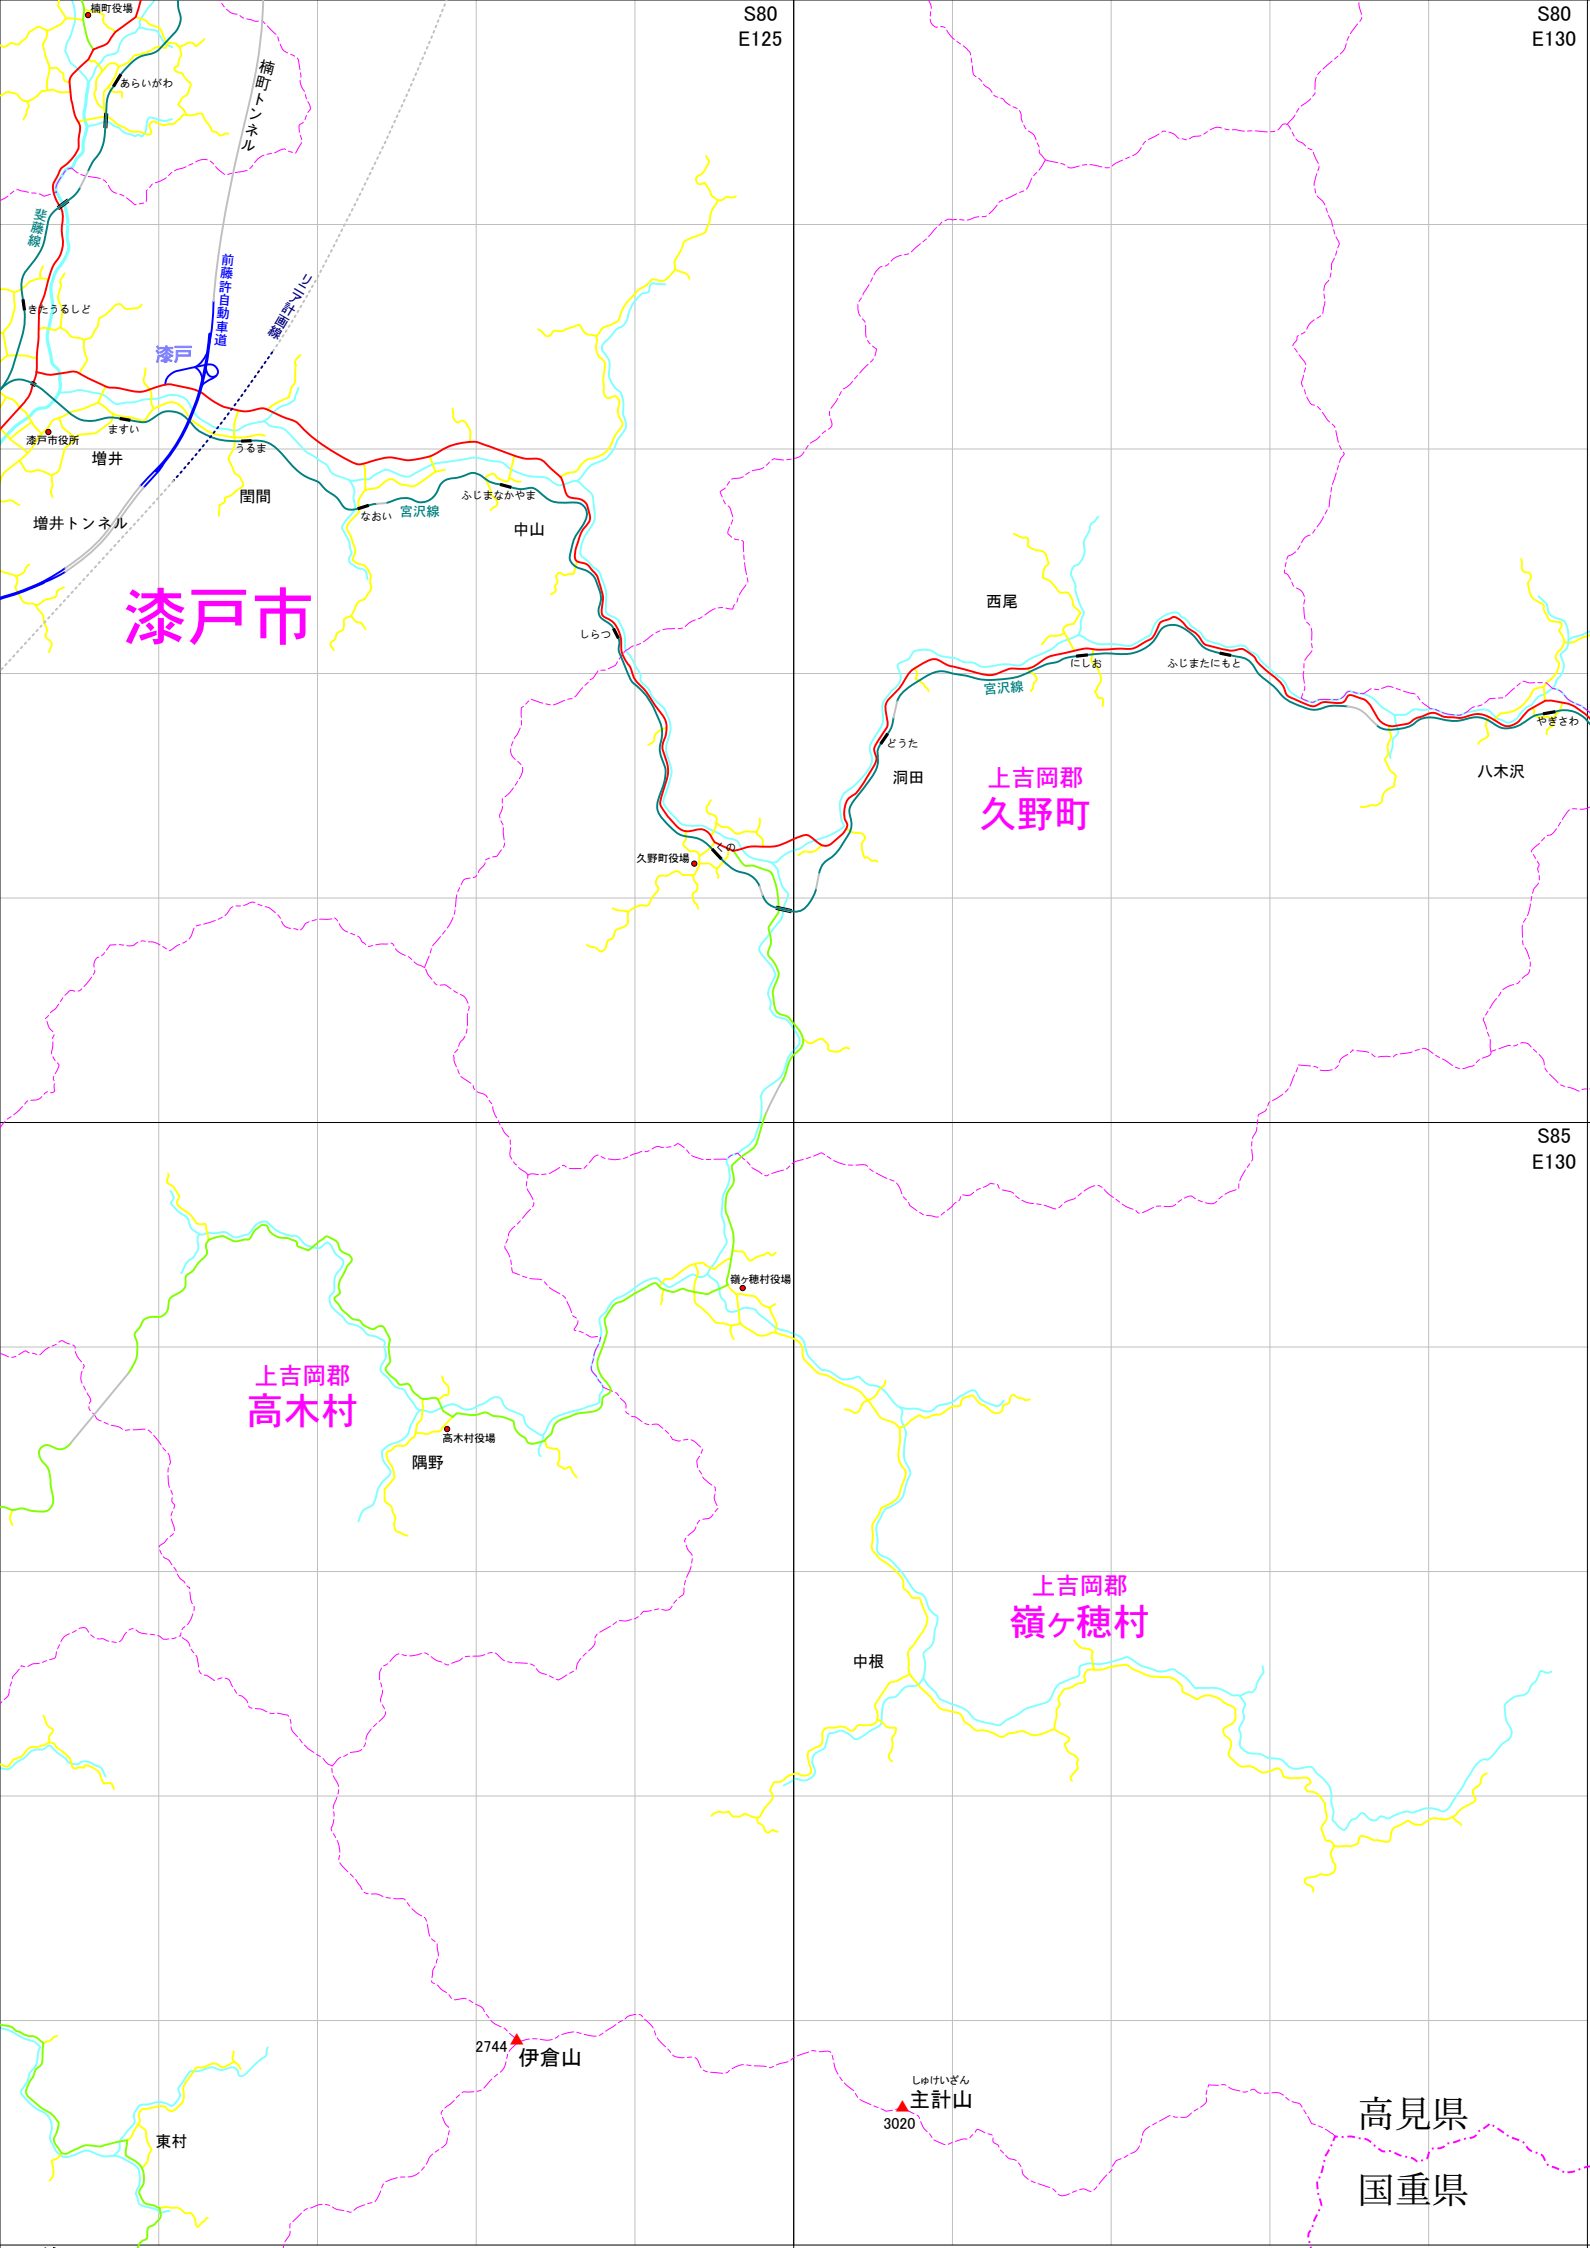 楠町役場
S80
E125
S80
E130
あらいがわ
楠町トンネル
斐藤線
前藤許自動車道
リニア計画線
きたうるしど
漆戸
ますい
漆戸市役所
増井
うるま
閏間
なおい
宮沢線
ふじまなかやま
中山
増井トンネル
漆戸市
しらつ
西尾
にしお
ふじまたにもと
宮沢線
やぎさわ
八木沢
どうた
洞田
上吉岡郡
久野町
くの
久野町役場
S85
E130
嶺ヶ穂村役場
上吉岡郡
高木村
高木村役場
隅野
上吉岡郡
嶺ヶ穂村
中根
2744
伊倉山
しゅけいざん
主計山
3020
高見県
国重県
東村